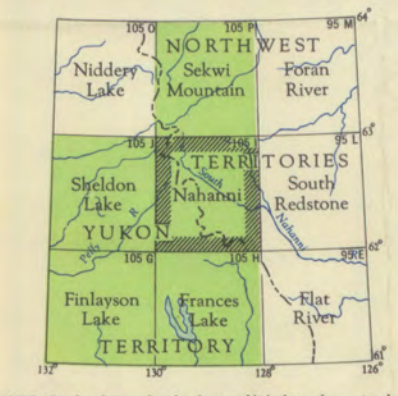 105 O 105 P 95 M 64°
NORTHWEST
Niddery Lake
Sekwi Mountain
Foran River
63°
105 J 105 I 95 L
TERRITORIES
Sheldon Lake
South
Nahanni
South Redstone
Nahanni
YUKON
Pelly R
62°
105 G 105 H 95 E
Finlayson Lake
Frances Lake
Flat River
TERRITORY
132° 130° 128° 126° 61°